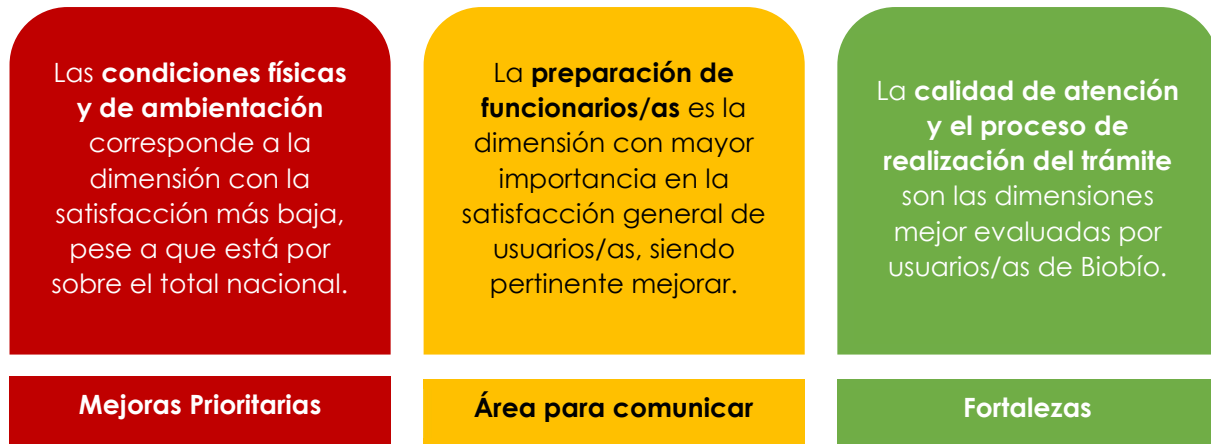 Las condiciones físicas
y de ambientación
corresponde a la
dimensión con la
satisfacción más baja,
pese a que está por
sobre el total nacional.
Mejoras Prioritarias
La preparación de
funcionarios/as es la
dimensión con mayor
importancia en la
satisfacción general de
usuarios/as, siendo
pertinente mejorar.
Área para comunicar
La calidad de atención
y el proceso de
realización del trámite
son las dimensiones
mejor evaluadas por
usuarios/as de Biobío.
Fortalezas